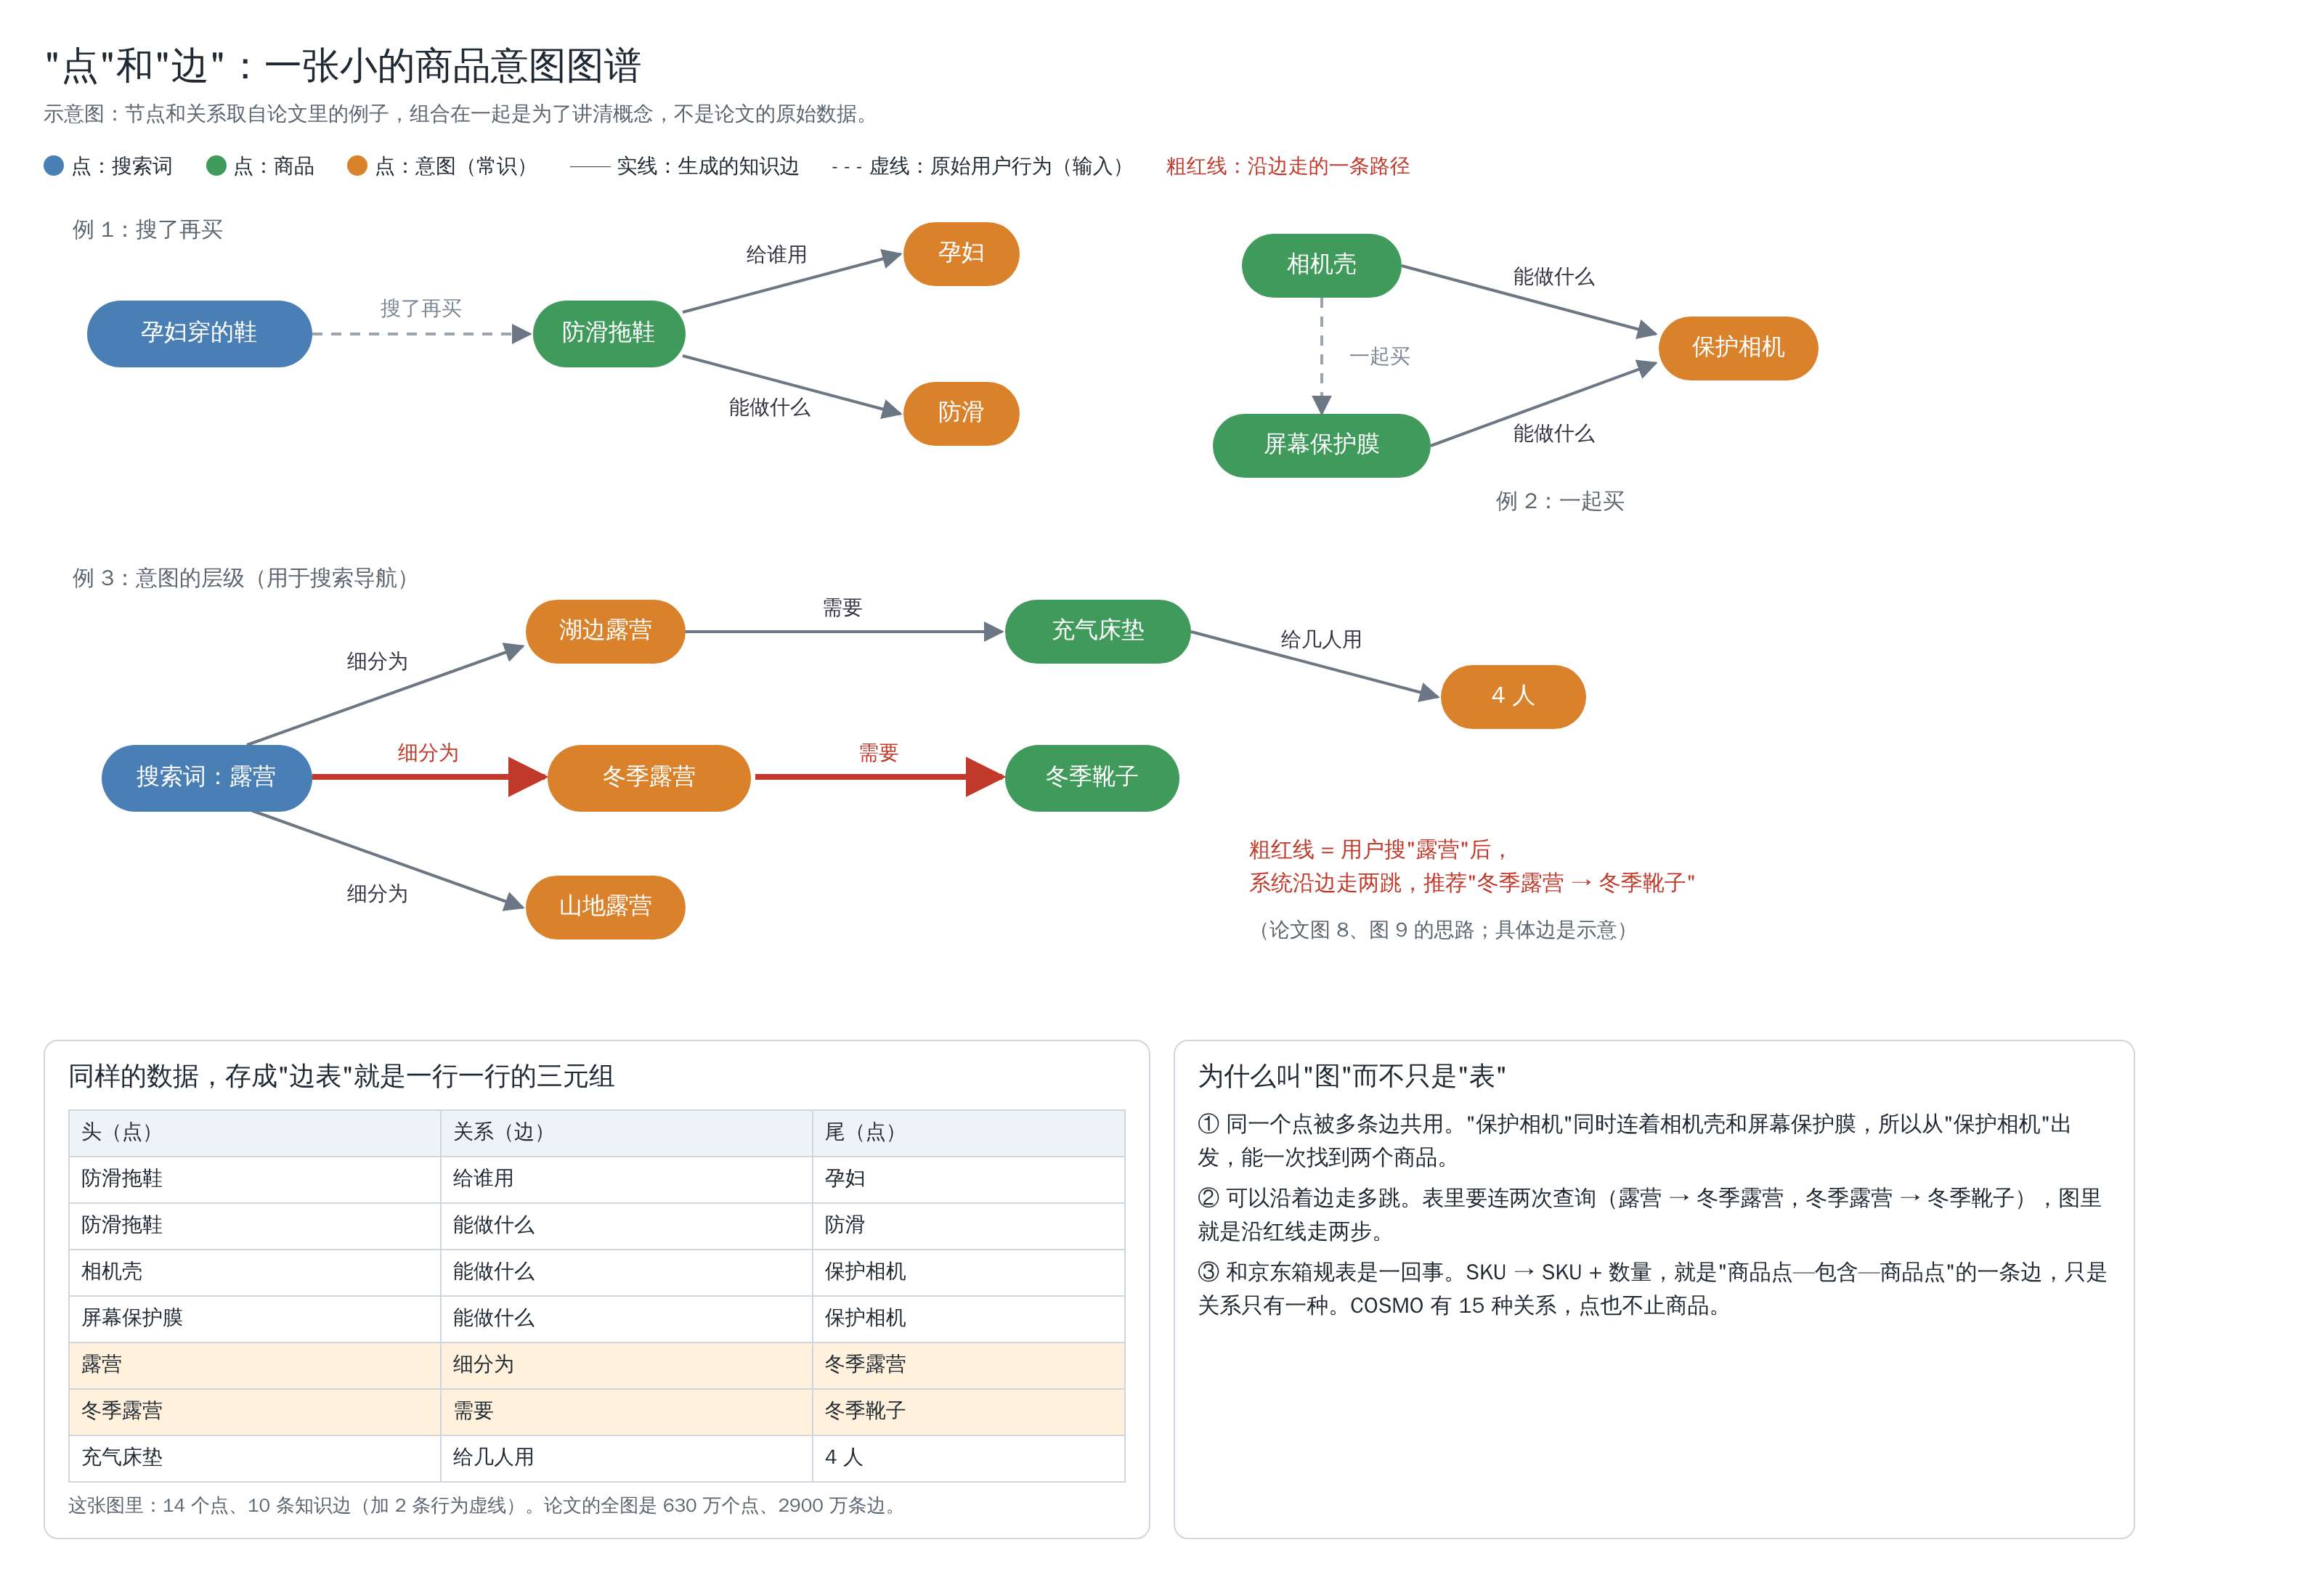 "点"和"边"：一张小的商品意图图谱
示意图：节点和关系取自论文里的例子，组合在一起是为了讲清概念，不是论文的原始数据。
点：搜索词 点：商品 点：意图（常识） —— 实线：生成的知识边 - - - 虚线：原始用户行为（输入） 粗红线：沿边走的一条路径
例 1：搜了再买
孕妇穿的鞋
搜了再买
防滑拖鞋
给谁用
孕妇
能做什么
防滑
相机壳
一起买
屏幕保护膜
能做什么
能做什么
保护相机
例 2：一起买
例 3：意图的层级（用于搜索导航）
搜索词：露营
细分为
湖边露营
需要
充气床垫
给几人用
4 人
细分为
冬季露营
需要
冬季靴子
细分为
山地露营
粗红线 = 用户搜"露营"后，
系统沿边走两跳，推荐"冬季露营 → 冬季靴子"
（论文图 8、图 9 的思路；具体边是示意）
同样的数据，存成"边表"就是一行一行的三元组
头（点） 关系（边） 尾（点）
防滑拖鞋 给谁用 孕妇
防滑拖鞋 能做什么 防滑
相机壳 能做什么 保护相机
屏幕保护膜 能做什么 保护相机
露营 细分为 冬季露营
冬季露营 需要 冬季靴子
充气床垫 给几人用 4 人
这张图里：14 个点、10 条知识边（加 2 条行为虚线）。论文的全图是 630 万个点、2900 万条边。
为什么叫"图"而不只是"表"
① 同一个点被多条边共用。"保护相机"同时连着相机壳和屏幕保护膜，所以从"保护相机"出
发，能一次找到两个商品。
② 可以沿着边走多跳。表里要连两次查询（露营 → 冬季露营，冬季露营 → 冬季靴子），图里
就是沿红线走两步。
③ 和京东箱规表是一回事。SKU → SKU + 数量，就是"商品点—包含—商品点"的一条边，只是
关系只有一种。COSMO 有 15 种关系，点也不止商品。